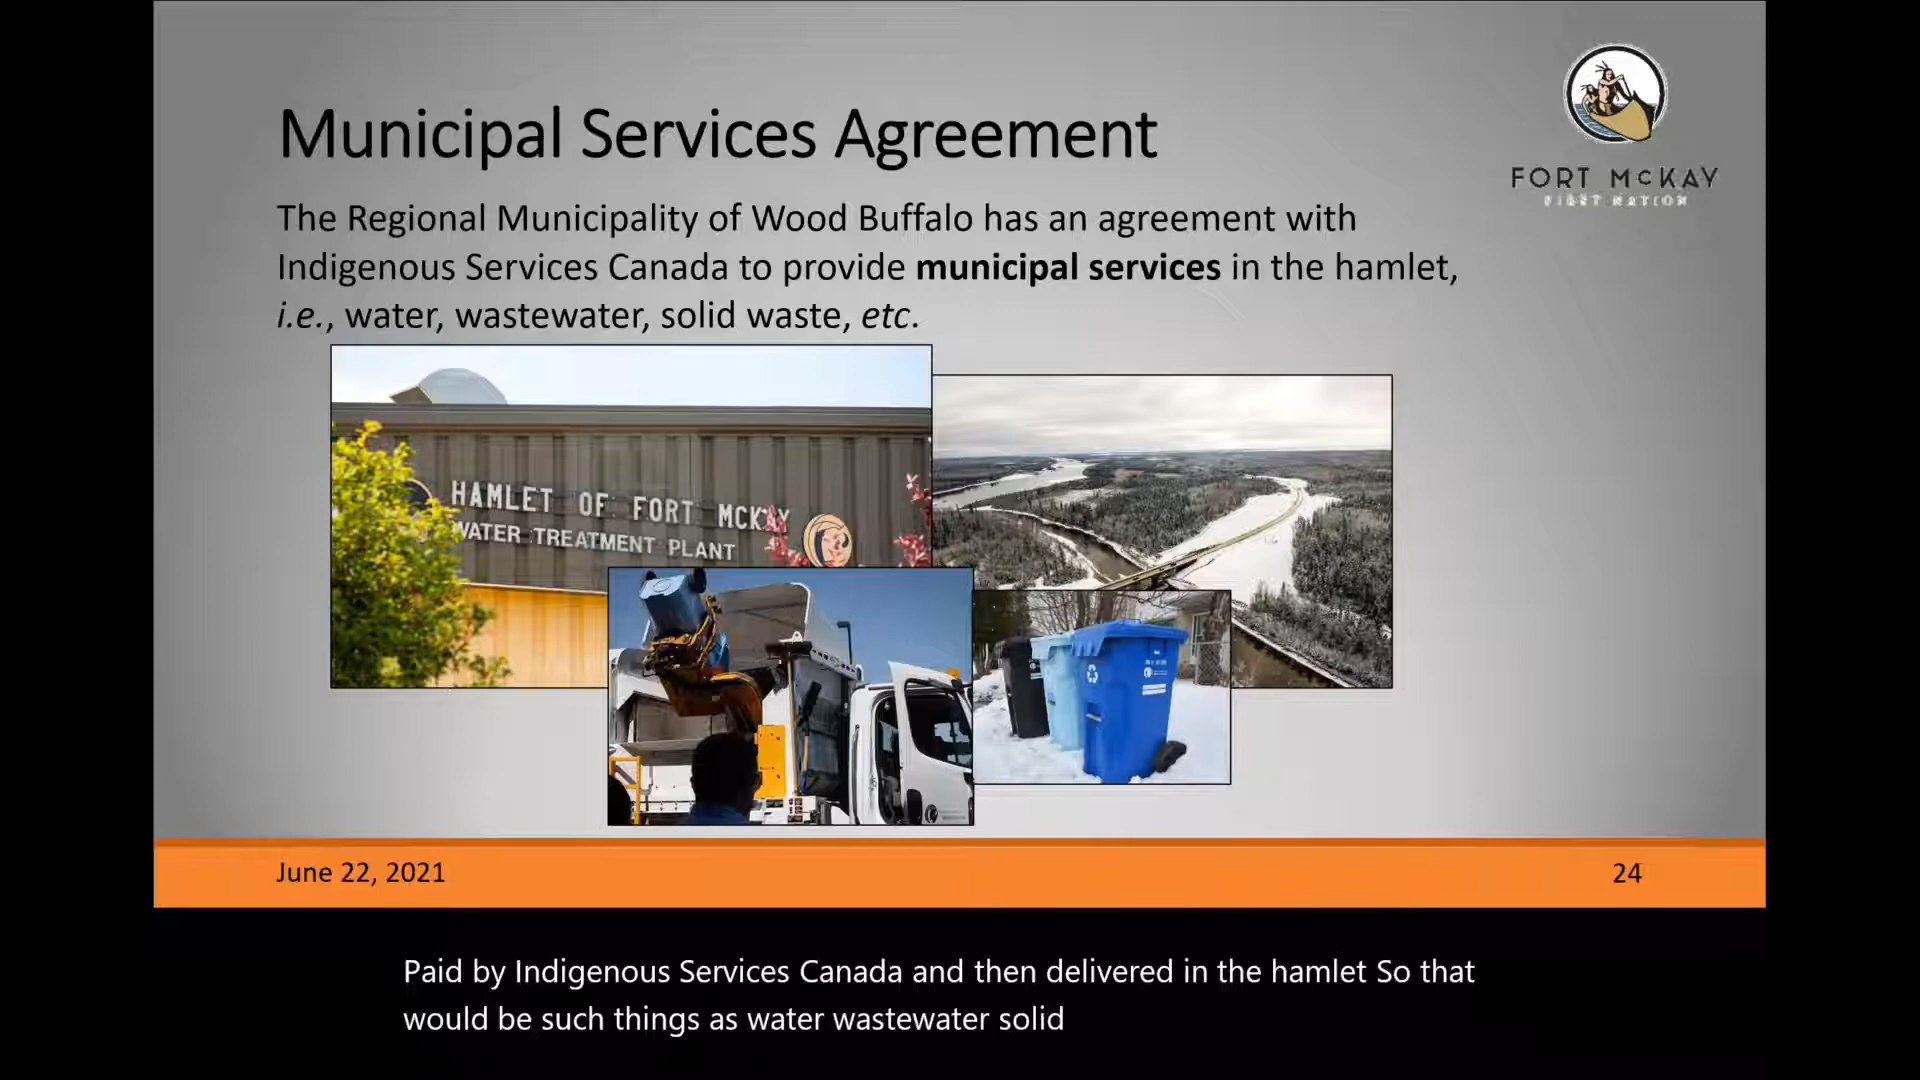 Municipal Services Agreement
FORT McKAY
FIRST NATION
The Regional Municipality of Wood Buffalo has an agreement with
Indigenous Services Canada to provide municipal services in the hamlet,
i.e., water, wastewater, solid waste, etc.
HAMLET OF FORT MCKAY
WATER TREATMENT PLANT
June 22, 2021
24
Paid by Indigenous Services Canada and then delivered in the hamlet So that
would be such things as water wastewater solid